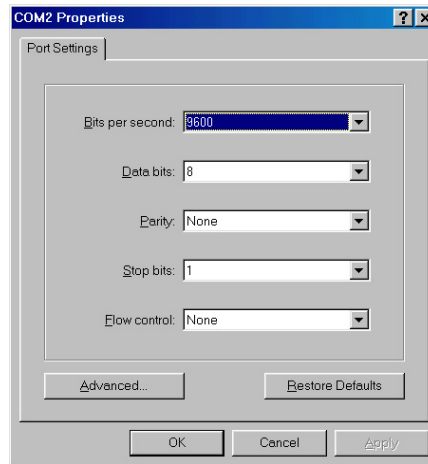 COM2 Properties
Port Settings
Bits per second: 9600
Data bits: 8
Parity: None
Stop bits: 1
Flow control: None
Advanced... Restore Defaults
OK Cancel Apply